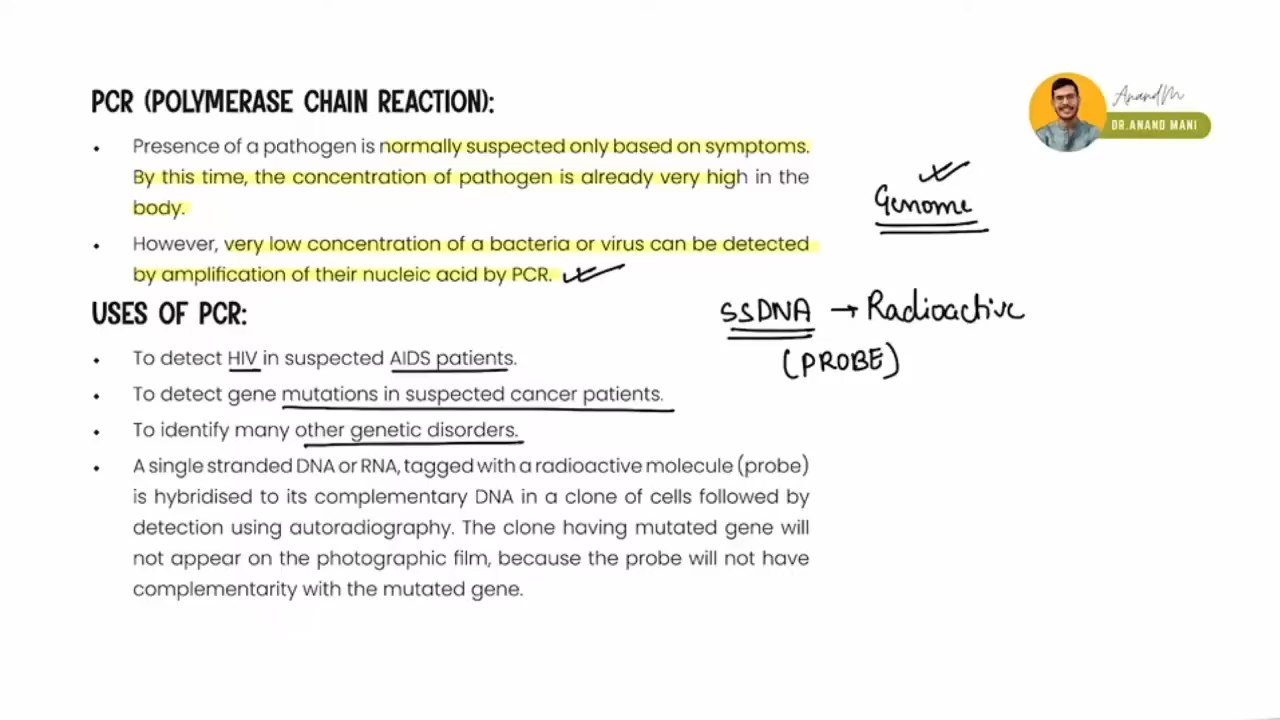 PCR (POLYMERASE CHAIN REACTION):
• Presence of a pathogen is normally suspected only based on symptoms.
By this time, the concentration of pathogen is already very high in the
body.
• However, very low concentration of a bacteria or virus can be detected
by amplification of their nucleic acid by PCR.
USES OF PCR:
• To detect HIV in suspected AIDS patients.
• To detect gene mutations in suspected cancer patients.
• To identify many other genetic disorders.
• A single stranded DNA or RNA, tagged with a radioactive molecule (probe)
is hybridised to its complementary DNA in a clone of cells followed by
detection using autoradiography. The clone having mutated gene will
not appear on the photographic film, because the probe will not have
complementarity with the mutated gene.
AnandM
DR.ANAND MANI
Genome
SSDNA → Radioactive
(PROBE)